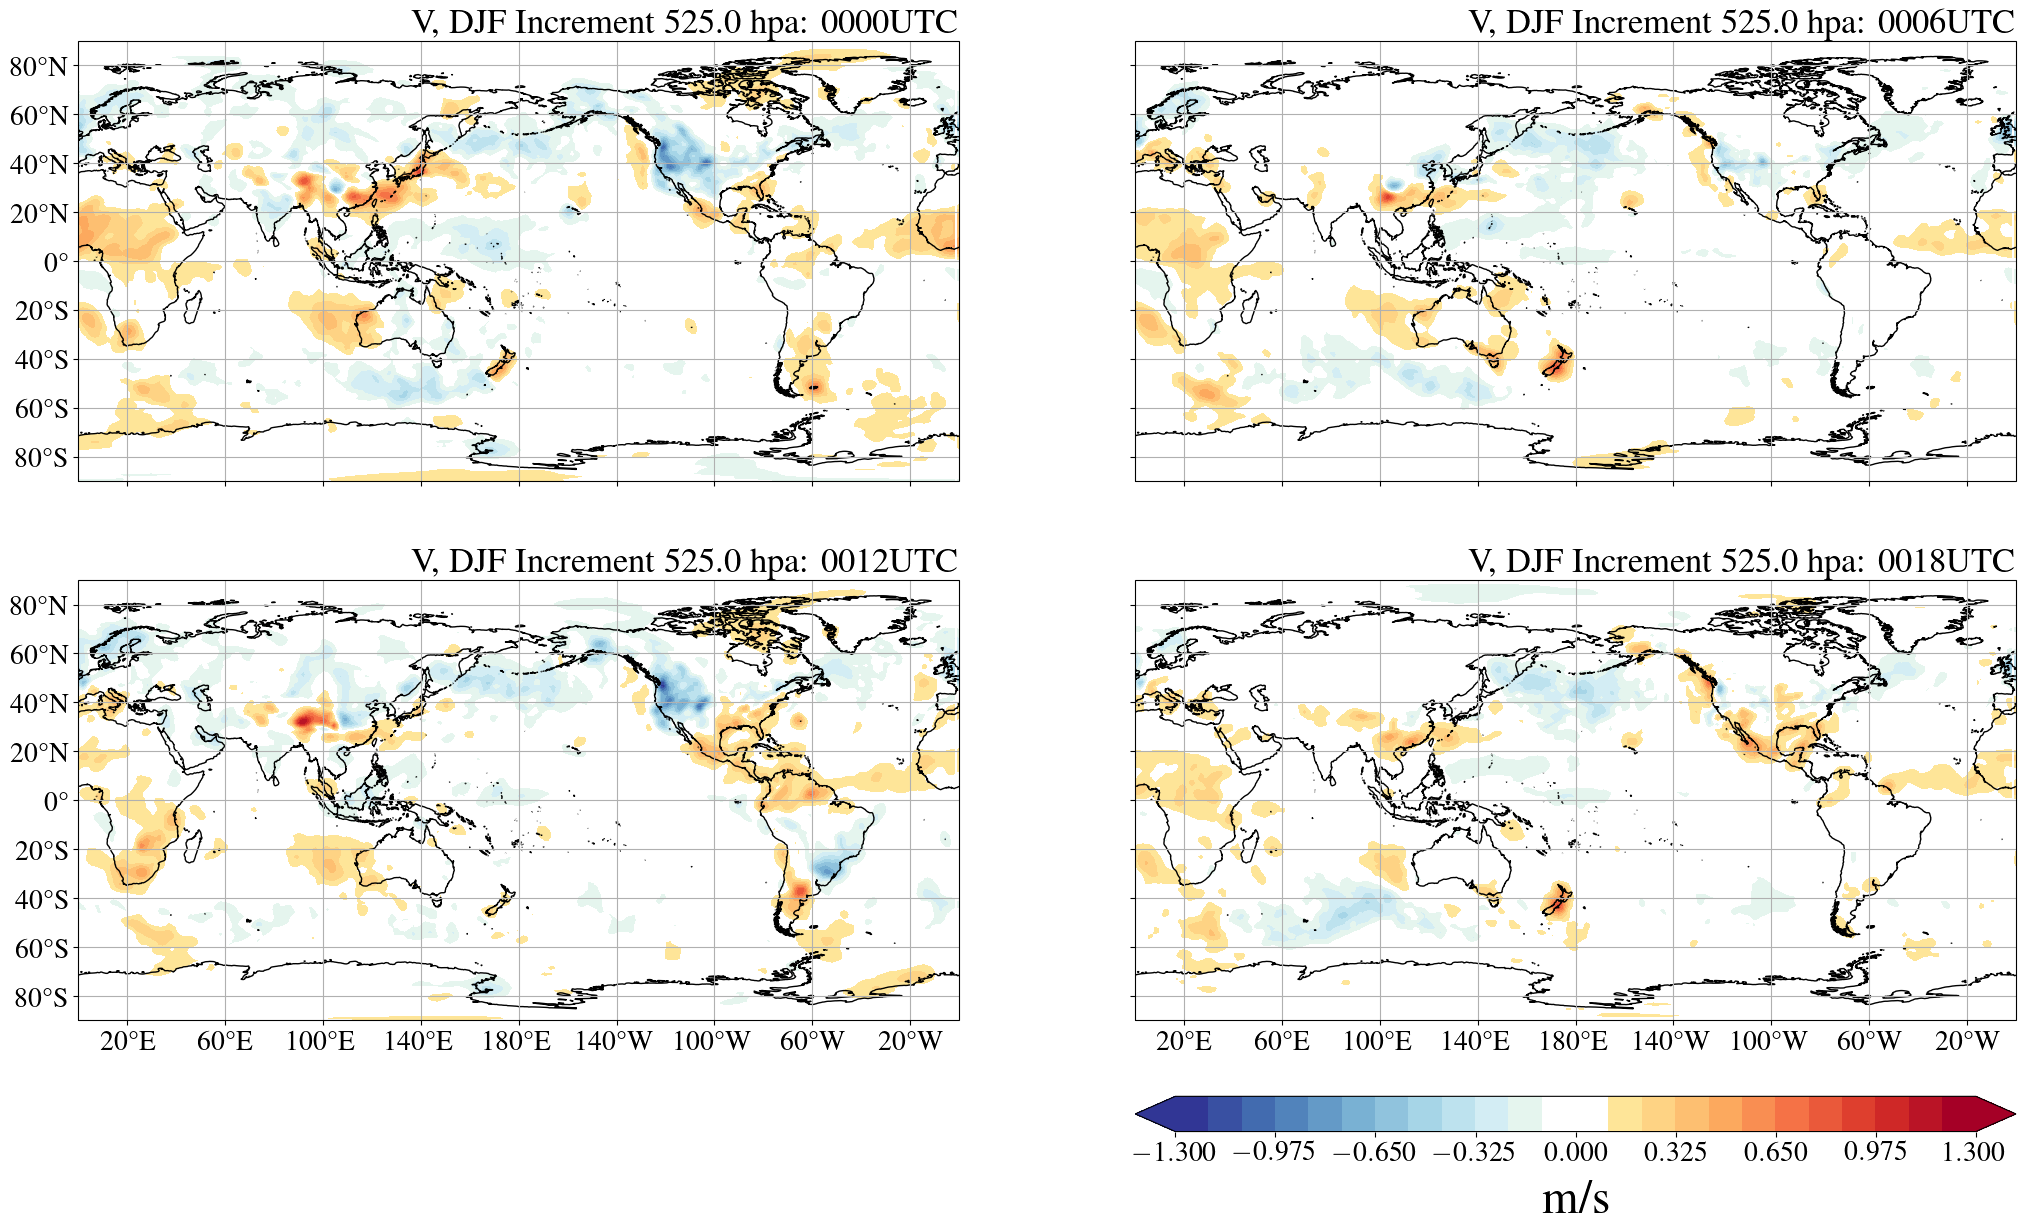 V, DJF Increment 525.0 hpa: 0000UTC
V, DJF Increment 525.0 hpa: 0006UTC
80°N
60°N
40°N
20°N
0°
20°S
40°S
60°S
80°S
V, DJF Increment 525.0 hpa: 0012UTC
V, DJF Increment 525.0 hpa: 0018UTC
80°N
60°N
40°N
20°N
0°
20°S
40°S
60°S
80°S
20°E 60°E 100°E 140°E 180°E 140°W 100°W 60°W 20°W
20°E 60°E 100°E 140°E 180°E 140°W 100°W 60°W 20°W
−1.300 −0.975 −0.650 −0.325 0.000 0.325 0.650 0.975 1.300
m/s